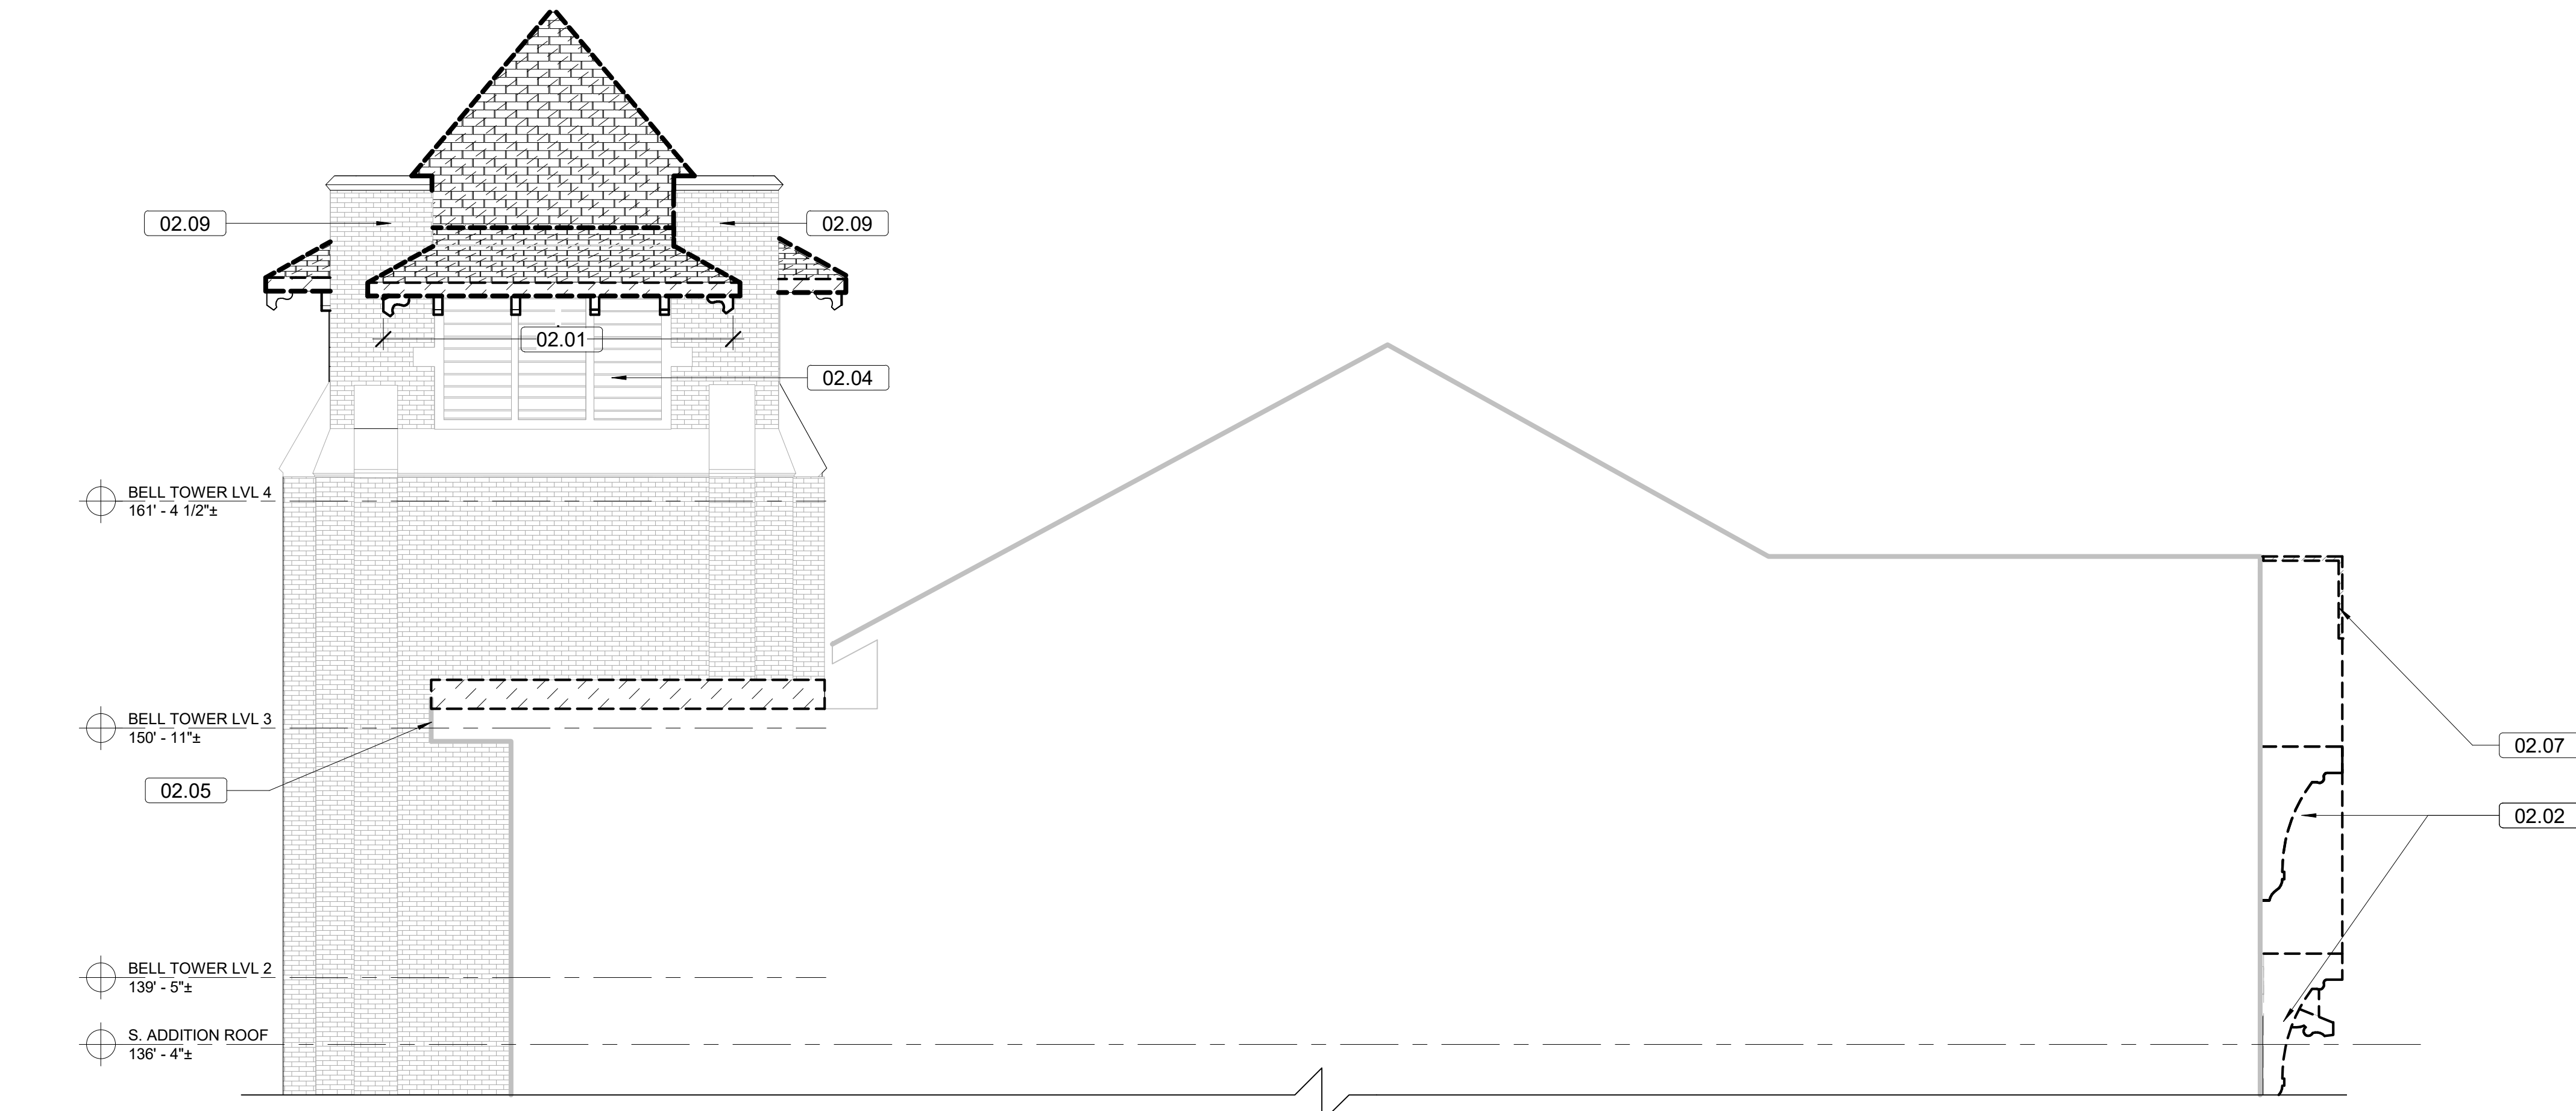 02.09
02.09
02.01
02.04
BELL TOWER LVL 4
161' - 4 1/2"±
BELL TOWER LVL 3
150' - 11"±
02.07
02.05
02.02
BELL TOWER LVL 2
139' - 5"±
S. ADDITION ROOF
136' - 4"±